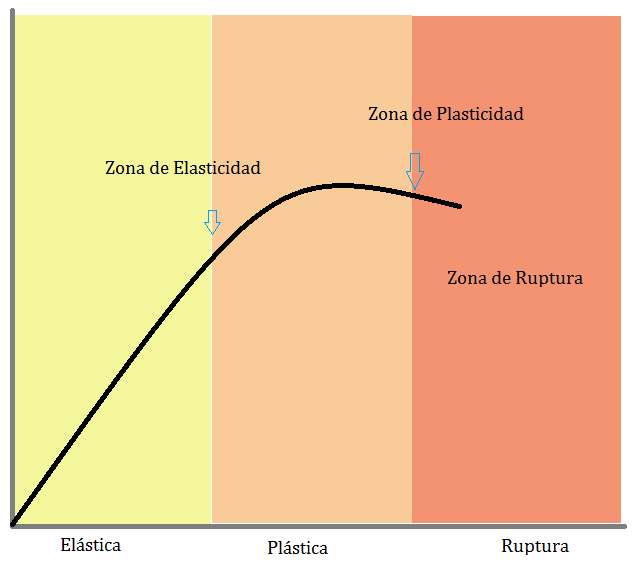 Zona de Plasticidad
Zona de Elasticidad
Zona de Ruptura
Elástica
Plástica
Ruptura